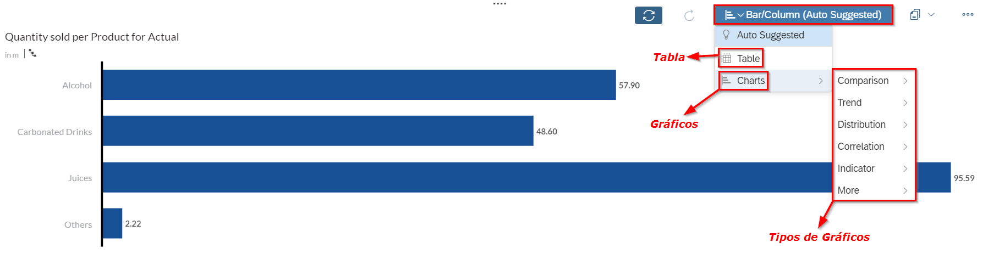 Bar/Column (Auto Suggested)
Quantity sold per Product for Actual
in m
Auto Suggested
Tabla
Table
Charts
Gráficos
Comparison
Trend
Distribution
Correlation
Indicator
More
Tipos de Gráficos
Alcohol
57.90
Carbonated Drinks
48.60
Juices
95.59
Others
2.22